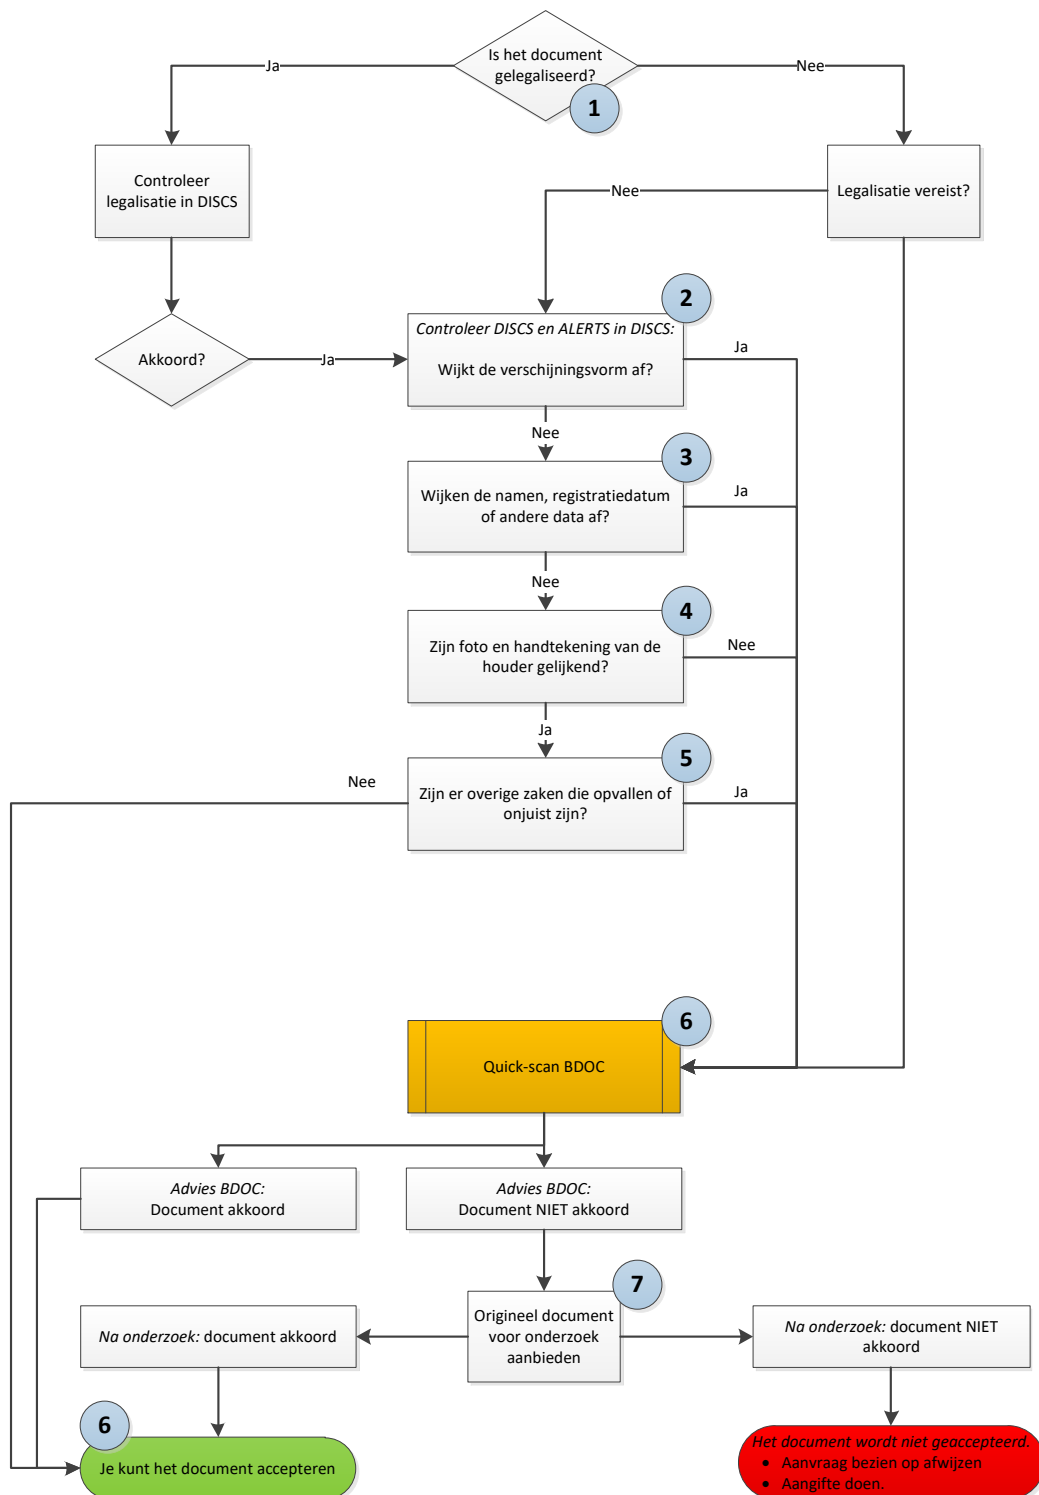 Is het document
gelegaliseerd?
1
Ja
Nee
Controleer
legalisatie in DISCS
Legalisatie vereist?
Nee
2
Controleer DISCS en ALERTS in DISCS:
Wijkt de verschijningsvorm af?
Akkoord?
Ja
Ja
Nee
3
Wijken de namen, registratiedatum
of andere data af?
Ja
Nee
4
Zijn foto en handtekening van de
houder gelijkend?
Nee
Ja
5
Zijn er overige zaken die opvallen of
onjuist zijn?
Nee
Ja
6
Quick-scan BDOC
Advies BDOC:
Document akkoord
Advies BDOC:
Document NIET akkoord
7
Origineel document
voor onderzoek
aanbieden
Na onderzoek: document akkoord
Na onderzoek: document NIET
akkoord
6
Je kunt het document accepteren
Het document wordt niet geaccepteerd.
• Aanvraag bezien op afwijzen
• Aangifte doen.